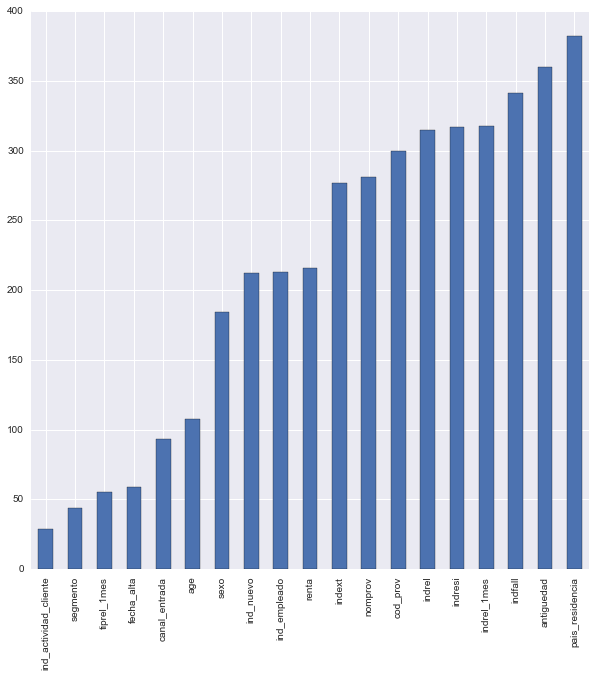 400
350
300
250
200
150
100
50
0
ind_actividad_cliente
segmento
tiprel_1mes
fecha_alta
canal_entrada
age
sexo
ind_nuevo
ind_empleado
renta
indext
nomprov
cod_prov
indrel
indresi
indrel_1mes
indfall
antiguedad
pais_residencia